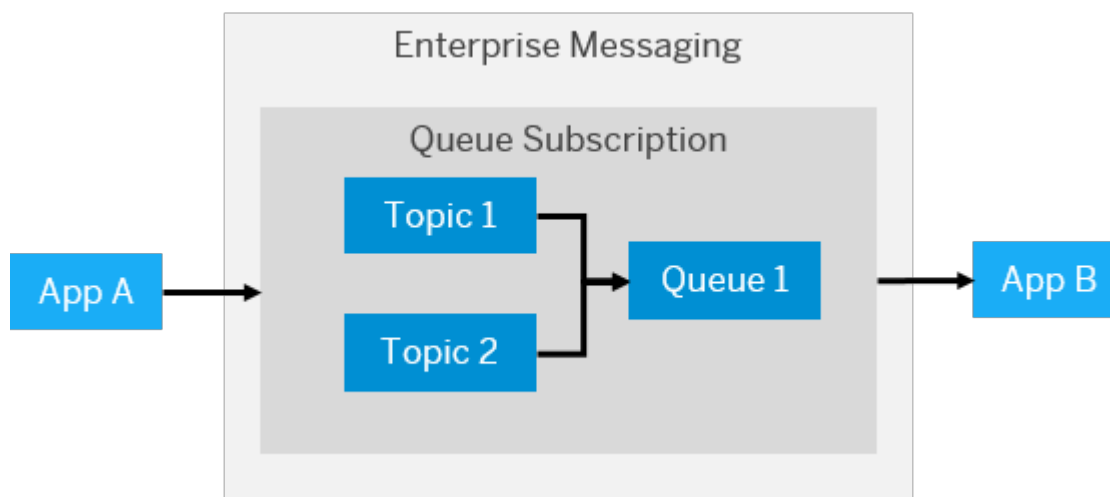 Enterprise Messaging
Queue Subscription
Topic 1
App A
Queue 1
App B
Topic 2